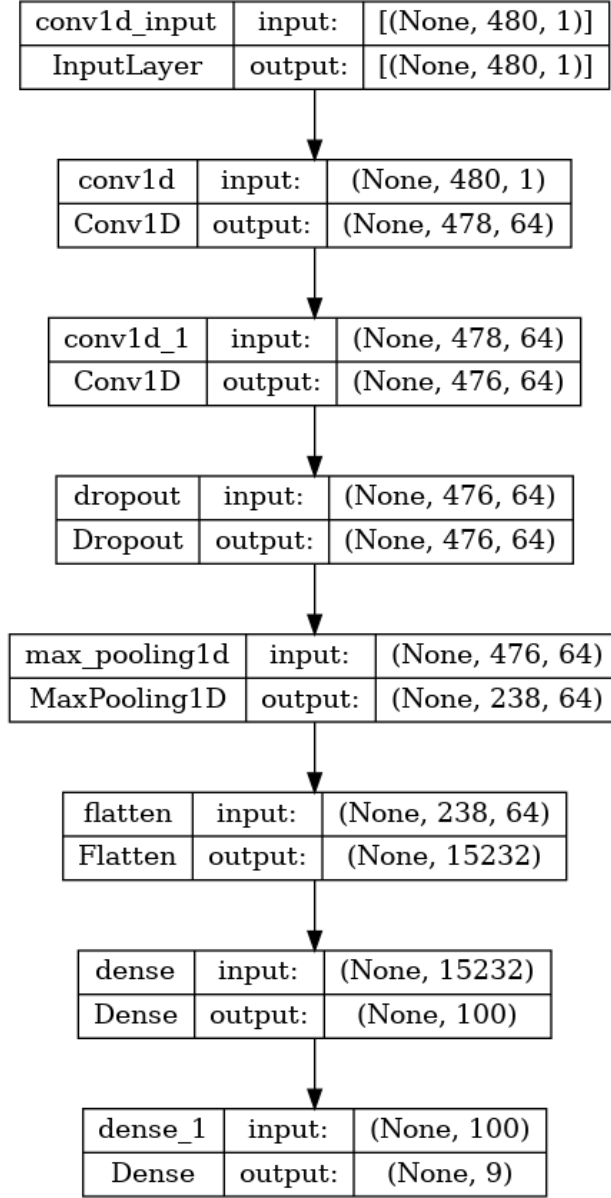 conv1d_input input: [(None, 480, 1)]
InputLayer output: [(None, 480, 1)]
conv1d input: (None, 480, 1)
Conv1D output: (None, 478, 64)
conv1d_1 input: (None, 478, 64)
Conv1D output: (None, 476, 64)
dropout input: (None, 476, 64)
Dropout output: (None, 476, 64)
max_pooling1d input: (None, 476, 64)
MaxPooling1D output: (None, 238, 64)
flatten input: (None, 238, 64)
Flatten output: (None, 15232)
dense input: (None, 15232)
Dense output: (None, 100)
dense_1 input: (None, 100)
Dense output: (None, 9)